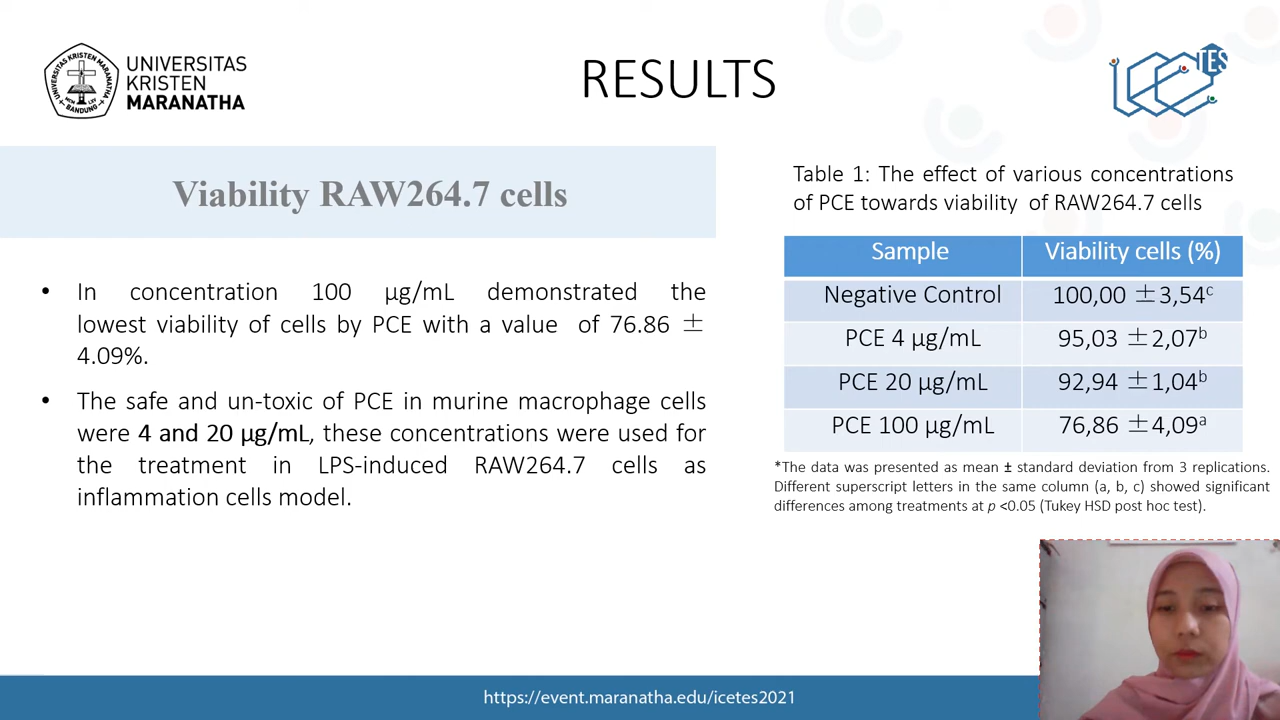 UNIVERSITAS
KRISTEN
MARANATHA
UNIVERSITAS KRISTEN MARANATHA
BANDUNG
RESULTS
TES
Viability RAW264.7 cells
• In concentration 100 µg/mL demonstrated the
lowest viability of cells by PCE with a value of 76.86 ±
4.09%.
• The safe and un-toxic of PCE in murine macrophage cells
were 4 and 20 µg/mL, these concentrations were used for
the treatment in LPS-induced RAW264.7 cells as
inflammation cells model.
Table 1: The effect of various concentrations
of PCE towards viability of RAW264.7 cells
Sample Viability cells (%)
Negative Control 100,00 ±3,54ᶜ
PCE 4 µg/mL 95,03 ±2,07ᵇ
PCE 20 µg/mL 92,94 ±1,04ᵇ
PCE 100 µg/mL 76,86 ±4,09ᵃ
*The data was presented as mean ± standard deviation from 3 replications.
Different superscript letters in the same column (a, b, c) showed significant
differences among treatments at p <0.05 (Tukey HSD post hoc test).
https://event.maranatha.edu/icetes2021